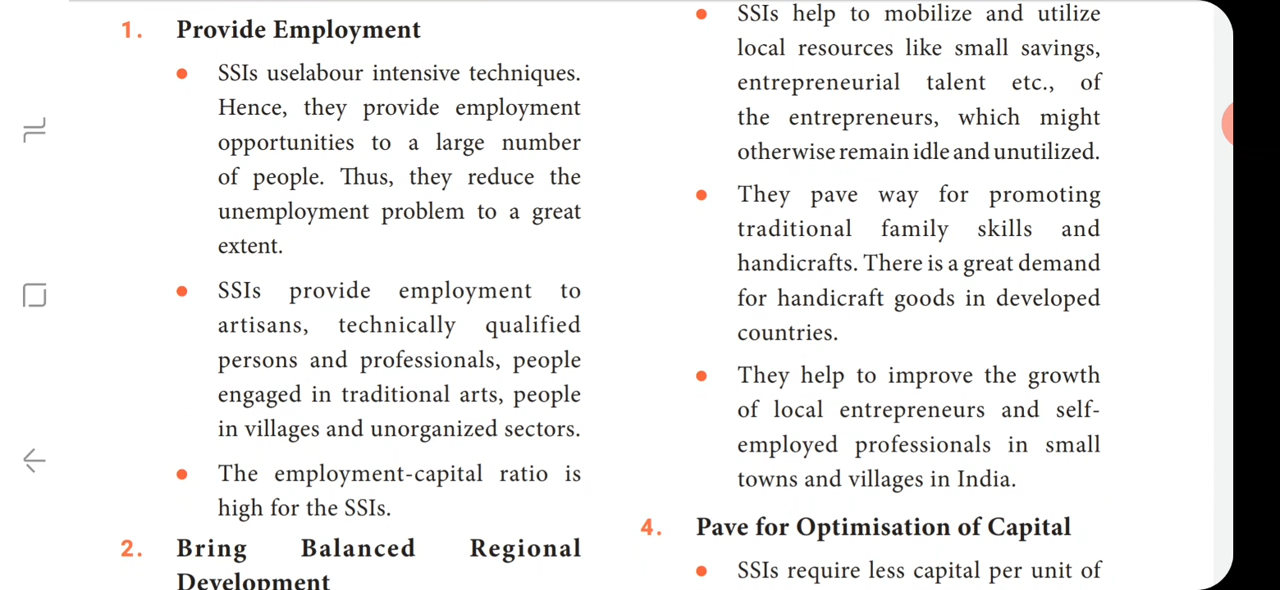 1. Provide Employment
• SSIs uselabour intensive techniques.
Hence, they provide employment
opportunities to a large number
of people. Thus, they reduce the
unemployment problem to a great
extent.
• SSIs provide employment to
artisans, technically qualified
persons and professionals, people
engaged in traditional arts, people
in villages and unorganized sectors.
• The employment-capital ratio is
high for the SSIs.
2. Bring Balanced Regional
Development
• SSIs help to mobilize and utilize
local resources like small savings,
entrepreneurial talent etc., of
the entrepreneurs, which might
otherwise remain idle and unutilized.
• They pave way for promoting
traditional family skills and
handicrafts. There is a great demand
for handicraft goods in developed
countries.
• They help to improve the growth
of local entrepreneurs and self-
employed professionals in small
towns and villages in India.
4. Pave for Optimisation of Capital
• SSIs require less capital per unit of